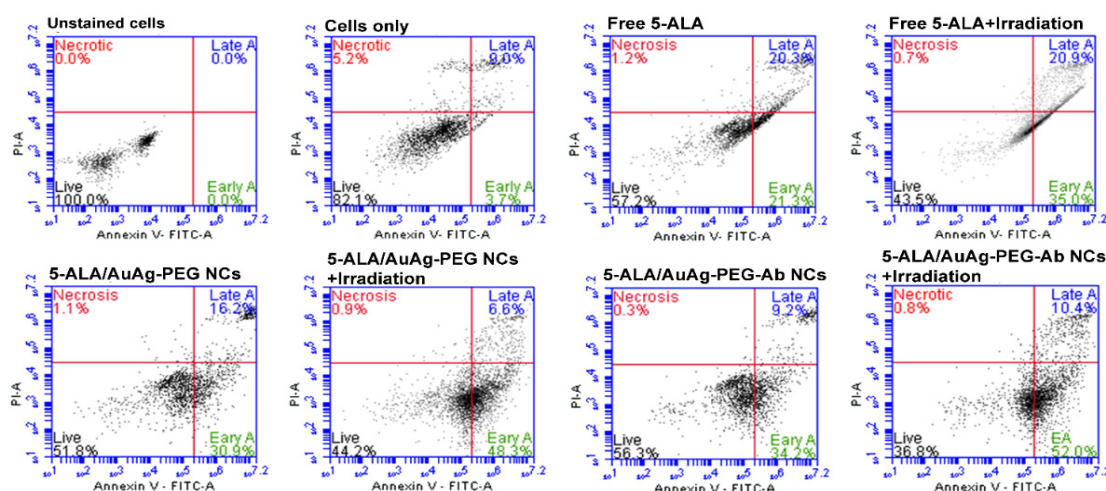 Unstained cells
Necrotic
0.0%
Late A
0.0%
Live
100.0%
Early A
0.0%
PI-A
Annexin V- FITC-A
Cells only
Necrotic
5.2%
Late A
9.0%
Live
82.1%
Early A
3.7%
PI-A
Annexin V - FITC-A
Free 5-ALA
Necrosis
1.2%
Late A
20.3%
Live
57.2%
Early A
21.3%
PI-A
Annexin V- FITC-A
Free 5-ALA+Irradiation
Necrosis
0.7%
Late A
20.9%
Live
43.5%
Early A
35.0%
PI-A
Annexin V- FITC-A
5-ALA/AuAg-PEG NCs
Necrosis
1.1%
Late A
16.2%
Live
51.8%
Eary A
30.9%
PI-A
Annexin V - FITC-A
5-ALA/AuAg-PEG NCs
+Irradiation
Necrosis
0.9%
Late A
6.6%
Live
44.2%
Eary A
48.3%
PI-A
Annexin V - FITC-A
5-ALA/AuAg-PEG-Ab NCs
Necrosis
0.3%
Late A
9.2%
Live
56.3%
Early A
34.2%
PI-A
Annexin V - FITC-A
5-ALA/AuAg-PEG-Ab NCs
+Irradiation
Necrotic
0.8%
Late A
10.4%
Live
36.8%
EA
52.0%
PI-A
Annexin V - FITC-A